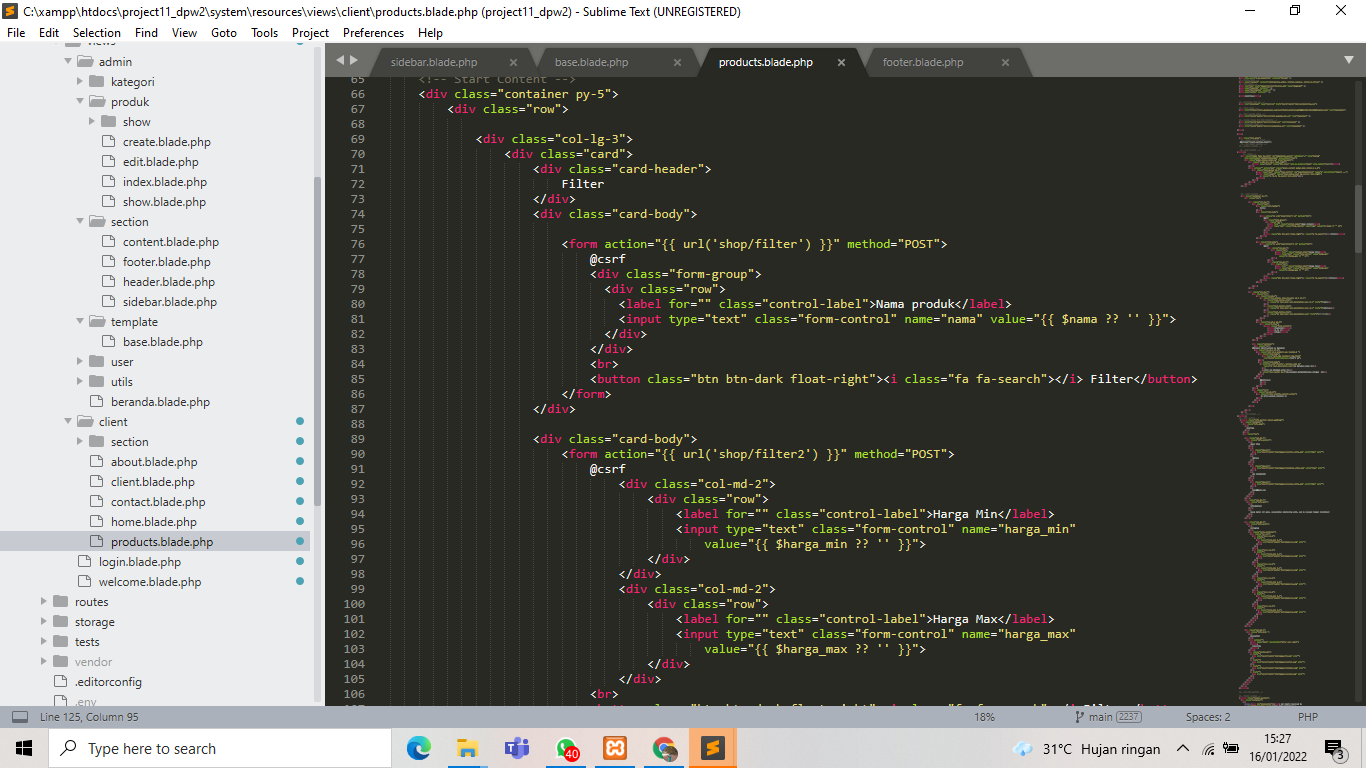 C:\xampp\htdocs\project11_dpw2\system\resources\views\client\products.blade.php (project11_dpw2) - Sublime Text (UNREGISTERED)
File Edit Selection Find View Goto Tools Project Preferences Help
views
admin
kategori
produk
show
create.blade.php
edit.blade.php
index.blade.php
show.blade.php
section
content.blade.php
footer.blade.php
header.blade.php
sidebar.blade.php
template
base.blade.php
user
utils
beranda.blade.php
client
section
about.blade.php
client.blade.php
contact.blade.php
home.blade.php
products.blade.php
login.blade.php
welcome.blade.php
routes
storage
tests
vendor
.editorconfig
.env
sidebar.blade.php base.blade.php products.blade.php footer.blade.php
65 <!-- Start Content -->
66 <div class="container py-5">
67 <div class="row">
68
69 <div class="col-lg-3">
70 <div class="card">
71 <div class="card-header">
72 Filter
73 </div>
74 <div class="card-body">
75
76 <form action="{{ url('shop/filter') }}" method="POST">
77 @csrf
78 <div class="form-group">
79 <div class="row">
80 <label for="" class="control-label">Nama produk</label>
81 <input type="text" class="form-control" name="nama" value="{{ $nama ?? '' }}">
82 </div>
83 </div>
84 <br>
85 <button class="btn btn-dark float-right"><i class="fa fa-search"></i> Filter</button>
86 </form>
87 </div>
88
89 <div class="card-body">
90 <form action="{{ url('shop/filter2') }}" method="POST">
91 @csrf
92 <div class="col-md-2">
93 <div class="row">
94 <label for="" class="control-label">Harga Min</label>
95 <input type="text" class="form-control" name="harga_min"
96 value="{{ $harga_min ?? '' }}">
97 </div>
98 </div>
99 <div class="col-md-2">
100 <div class="row">
101 <label for="" class="control-label">Harga Max</label>
102 <input type="text" class="form-control" name="harga_max"
103 value="{{ $harga_max ?? '' }}">
104 </div>
105 </div>
106 <br>
Line 125, Column 95 18% main 2237 Spaces: 2 PHP
Type here to search 40 31°C Hujan ringan 15:27
16/01/2022 3